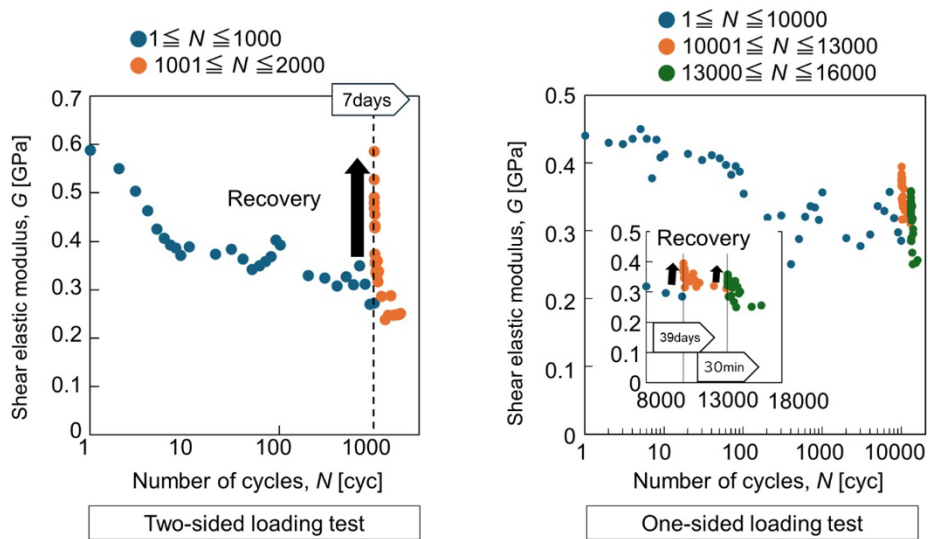 1≦ N ≦1000
1001≦ N ≦2000
7days
Recovery
0.7
0.6
0.5
0.4
0.3
0.2
0.1
0
1
10
100
1000
Shear elastic modulus, G [GPa]
Number of cycles, N [cyc]
Two-sided loading test
1≦ N ≦10000
10001≦ N ≦13000
13000≦ N ≦16000
0.5
0.4
0.3
0.2
0.1
0
1
10
100
1000
10000
Shear elastic modulus, G [GPa]
Recovery
0.5
0.4
0.3
0.2
0.1
0
39days
30min
8000
13000
18000
Number of cycles, N [cyc]
One-sided loading test